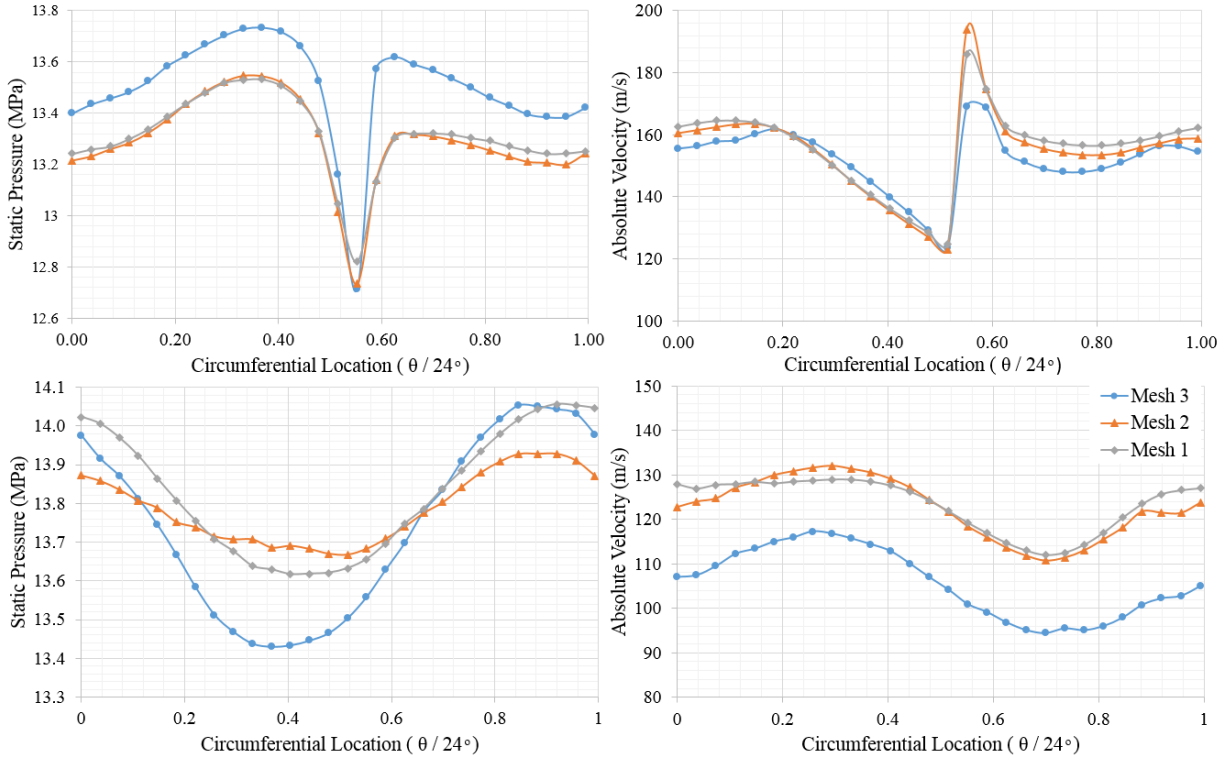 13.8
13.6
13.4
13.2
13
12.8
12.6
Static Pressure (MPa)
0.00 0.20 0.40 0.60 0.80 1.00
Circumferential Location ( θ / 24°)
200
180
160
140
120
100
Absolute Velocity (m/s)
0.00 0.20 0.40 0.60 0.80 1.00
Circumferential Location ( θ / 24°)
14.1
14.0
13.9
13.8
13.7
13.6
13.5
13.4
13.3
Static Pressure (MPa)
0 0.2 0.4 0.6 0.8 1
Circumferential Location ( θ / 24°)
150
140
130
120
110
100
90
80
Absolute Velocity (m/s)
Mesh 3
Mesh 2
Mesh 1
0 0.2 0.4 0.6 0.8 1
Circumferential Location ( θ / 24°)